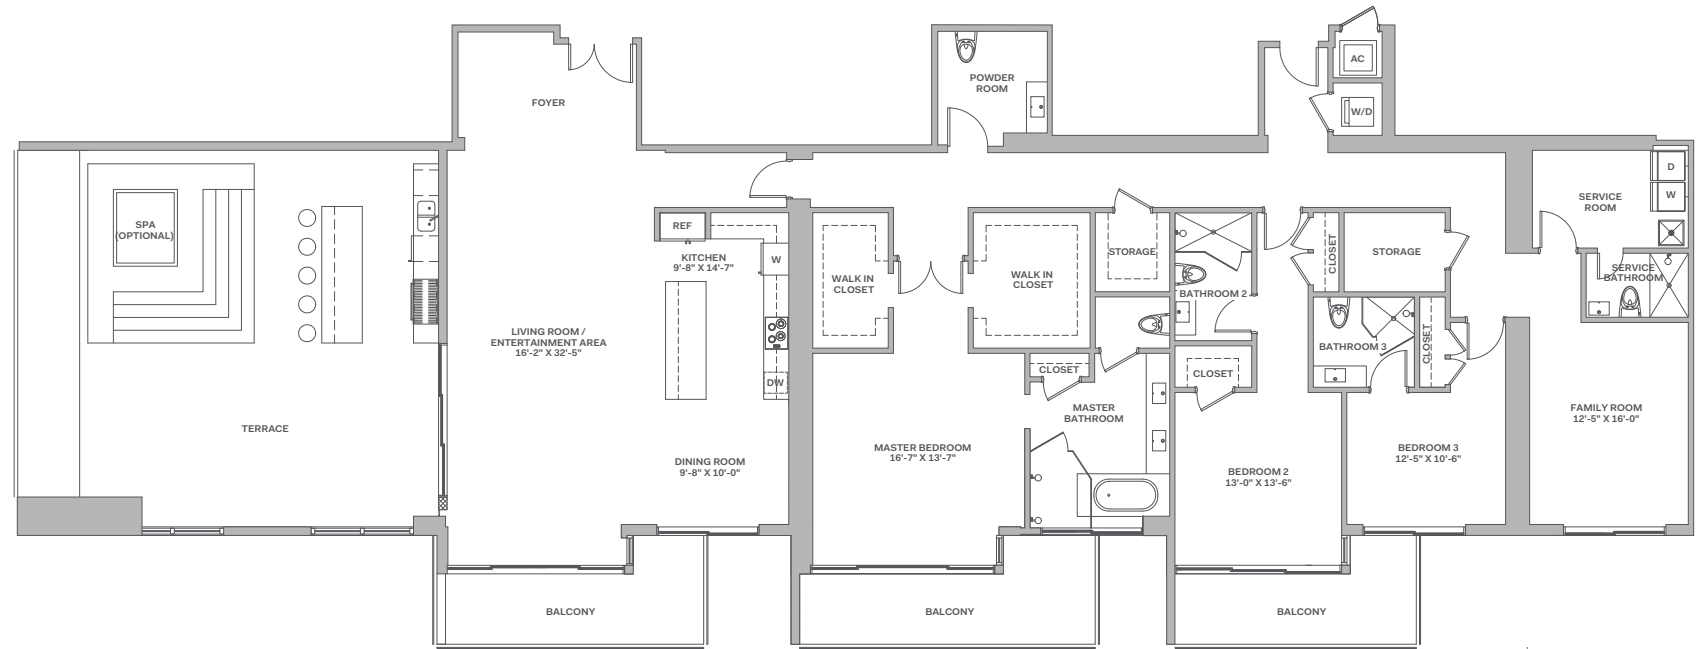 FOYER
POWDER
ROOM
AC
W/D
SPA
(OPTIONAL)
REF
KITCHEN
9'-8" X 14'-7"
W
WALK IN
CLOSET
WALK IN
CLOSET
STORAGE
BATHROOM 2
CLOSET
STORAGE
SERVICE
ROOM
D
W
SERVICE
BATHROOM
LIVING ROOM /
ENTERTAINMENT AREA
16'-2" X 32'-5"
DW
CLOSET
CLOSET
BATHROOM 3
CLOSET
TERRACE
DINING ROOM
9'-8" X 10'-0"
MASTER BEDROOM
16'-7" X 13'-7"
MASTER
BATHROOM
BEDROOM 2
13'-0" X 13'-6"
BEDROOM 3
12'-5" X 10'-6"
FAMILY ROOM
12'-5" X 16'-0"
BALCONY
BALCONY
BALCONY